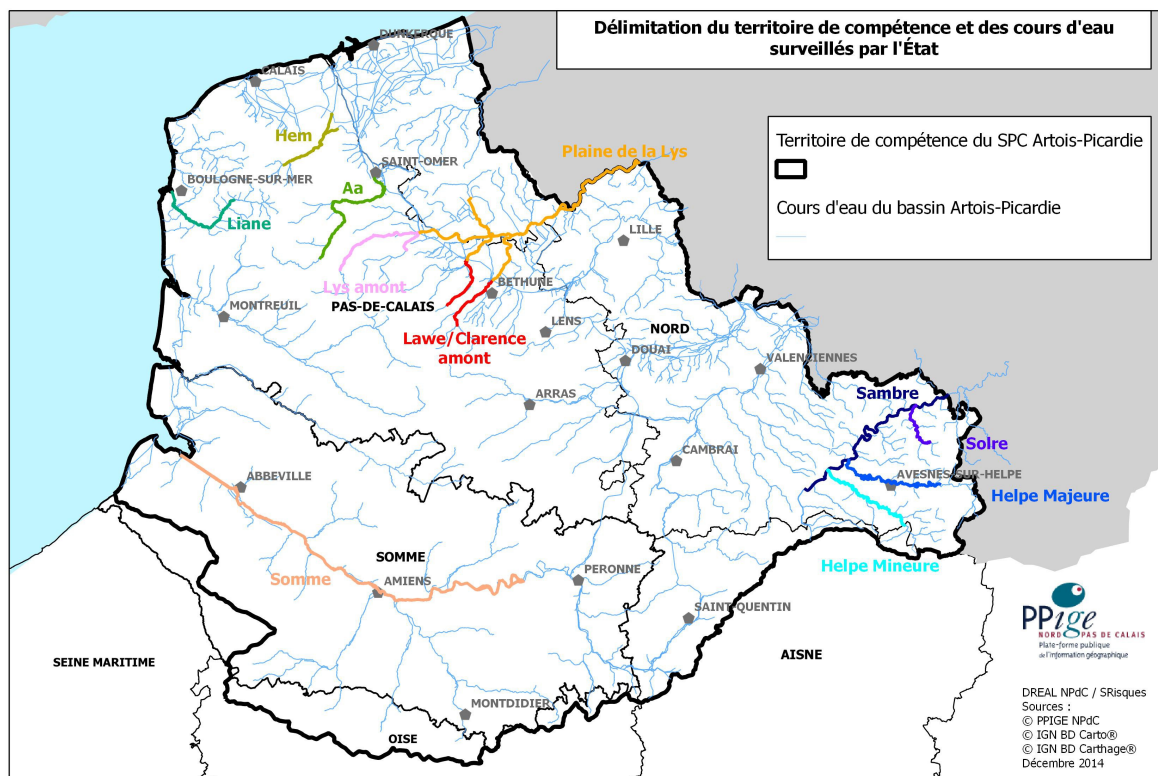 Délimitation du territoire de compétence et des cours d'eau
surveillés par l'État
Territoire de compétence du SPC Artois-Picardie
Cours d'eau du bassin Artois-Picardie
DUNKERQUE
CALAIS
Hem
SAINT-OMER
Plaine de la Lys
BOULOGNE-SUR-MER
Aa
Liane
LILLE
Lys amont
BETHUNE
PAS-DE-CALAIS
MONTREUIL
LENS
NORD
Lawe/Clarence
amont
DOUAI
VALENCIENNES
Sambre
ARRAS
Solre
CAMBRAI
ABBEVILLE
AVESNES-SUR-HELPE
Helpe Majeure
SOMME
Helpe Mineure
Somme
AMIENS
PERONNE
SAINT-QUENTIN
SEINE MARITIME
AISNE
MONTDIDIER
OISE
PPige
NORD PAS DE CALAIS
Plate-forme publique
de l'information géographique
DREAL NPdC / SRisques
Sources :
© PPIGE NPdC
© IGN BD Carto®
© IGN BD Carthage®
Décembre 2014